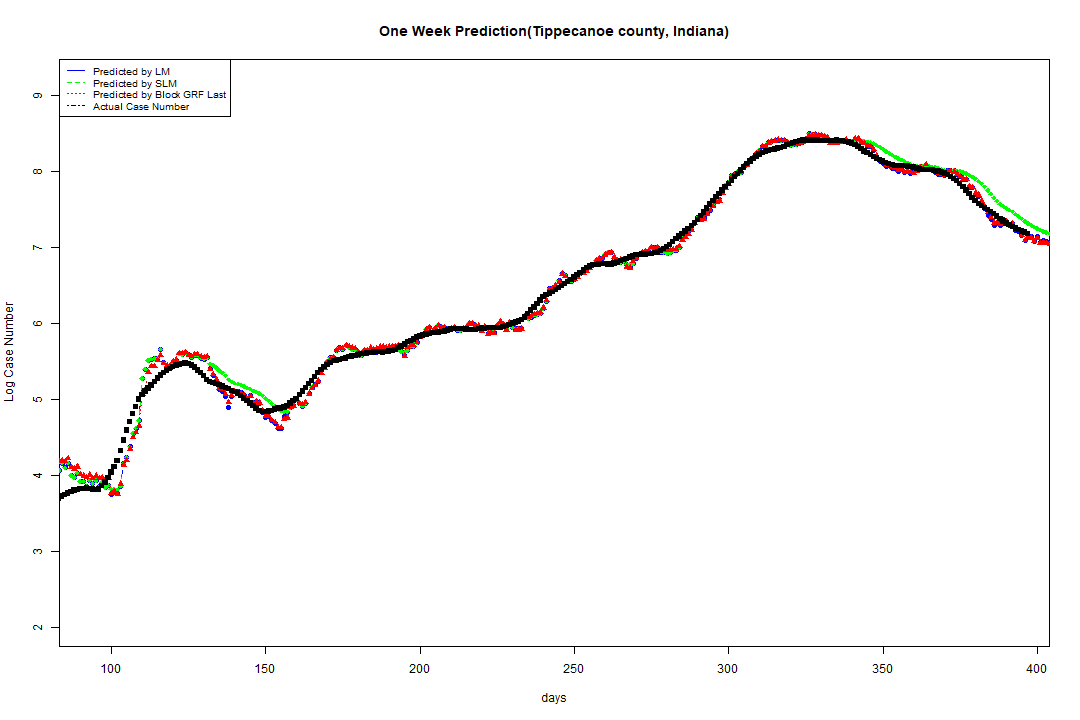 One Week Prediction(Tippecanoe county, Indiana)
Predicted by LM
Predicted by SLM
Predicted by Block GRF Last
Actual Case Number
9
8
7
6
5
4
3
2
Log Case Number
100 150 200 250 300 350 400
days